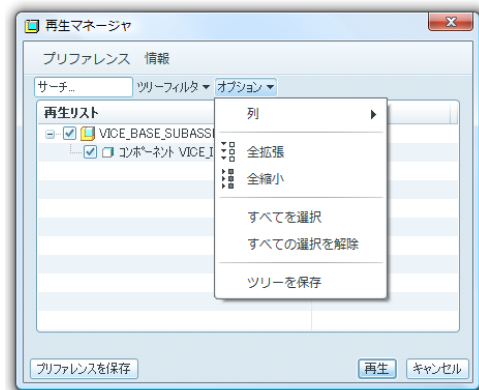 再生マネージャ
プリファレンス 情報
サーチ... ツリーフィルタ オプション
再生リスト
列
VICE_BASE_SUBASS
コンポーネント VICE_
全拡張
全縮小
すべてを選択
すべての選択を解除
ツリーを保存
プリファレンスを保存 再生 キャンセル